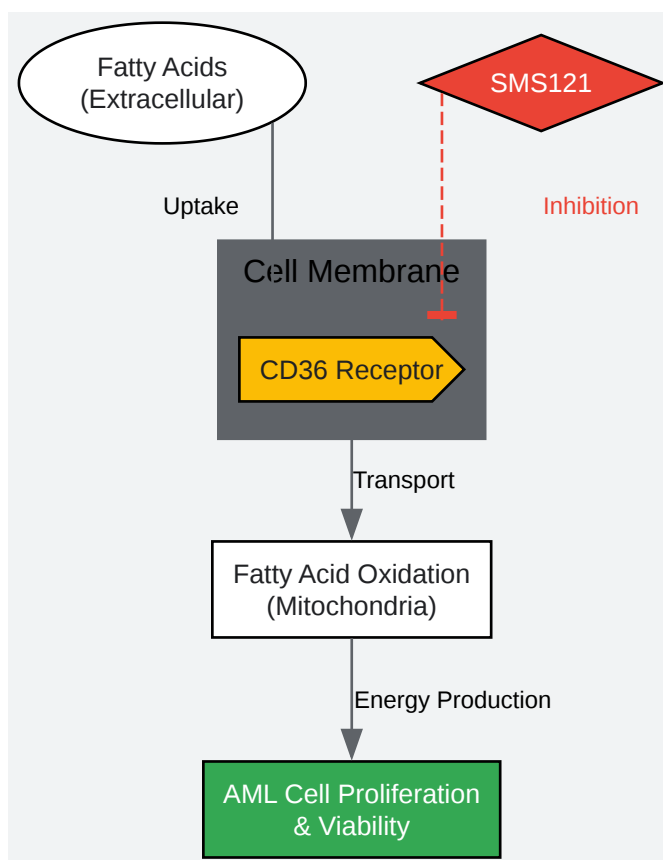 Fatty Acids
(Extracellular)
SMS121
Uptake
Inhibition
Cell Membrane
CD36 Receptor
Transport
Fatty Acid Oxidation
(Mitochondria)
Energy Production
AML Cell Proliferation
& Viability